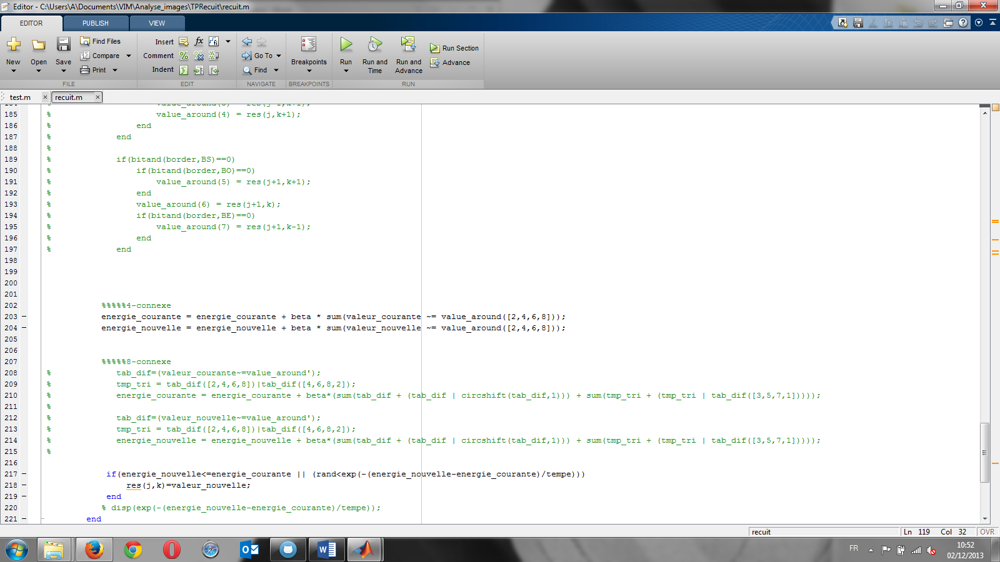 Editor - C:\Users\A\Documents\VIM\Analyse_images\TPRecuit\recuit.m
EDITOR PUBLISH VIEW
New Open Save Find Files Compare Print FILE
Insert Comment Indent EDIT
Go To Find NAVIGATE
Breakpoints BREAKPOINTS
Run Run and Time Run and Advance Run Section Advance RUN
test.m recuit.m
185 % value_around(4) = res(j,k+1);
186 % end
187 % end
188 %
189 % if(bitand(border,BS)==0)
190 % if(bitand(border,BO)==0)
191 % value_around(5) = res(j+1,k+1);
192 % end
193 % value_around(6) = res(j+1,k);
194 % if(bitand(border,BE)==0)
195 % value_around(7) = res(j+1,k-1);
196 % end
197 % end
198
199
200
201
202 %%%%%4-connexe
203 energie_courante = energie_courante + beta * sum(valeur_courante ~= value_around([2,4,6,8]));
204 energie_nouvelle = energie_nouvelle + beta * sum(valeur_nouvelle ~= value_around([2,4,6,8]));
205
206
207 %%%%%8-connexe
208 % tab_dif=(valeur_courante~=value_around');
209 % tmp_tri = tab_dif([2,4,6,8])|tab_dif([4,6,8,2]);
210 % energie_courante = energie_courante + beta*(sum(tab_dif + (tab_dif | circshift(tab_dif,1))) + sum(tmp_tri + (tmp_tri | tab_dif([3,5,7,1]))));
211 %
212 % tab_dif=(valeur_nouvelle~=value_around');
213 % tmp_tri = tab_dif([2,4,6,8])|tab_dif([4,6,8,2]);
214 % energie_nouvelle = energie_nouvelle + beta*(sum(tab_dif + (tab_dif | circshift(tab_dif,1))) + sum(tmp_tri + (tmp_tri | tab_dif([3,5,7,1]))));
215 %
216
217 if(energie_nouvelle<=energie_courante || (rand<exp(-(energie_nouvelle-energie_courante)/tempe)))
218 res(j,k)=valeur_nouvelle;
219 end
220 % disp(exp(-(energie_nouvelle-energie_courante)/tempe));
221 end
recuit Ln 119 Col 32 OVR
FR 10:52
02/12/2013